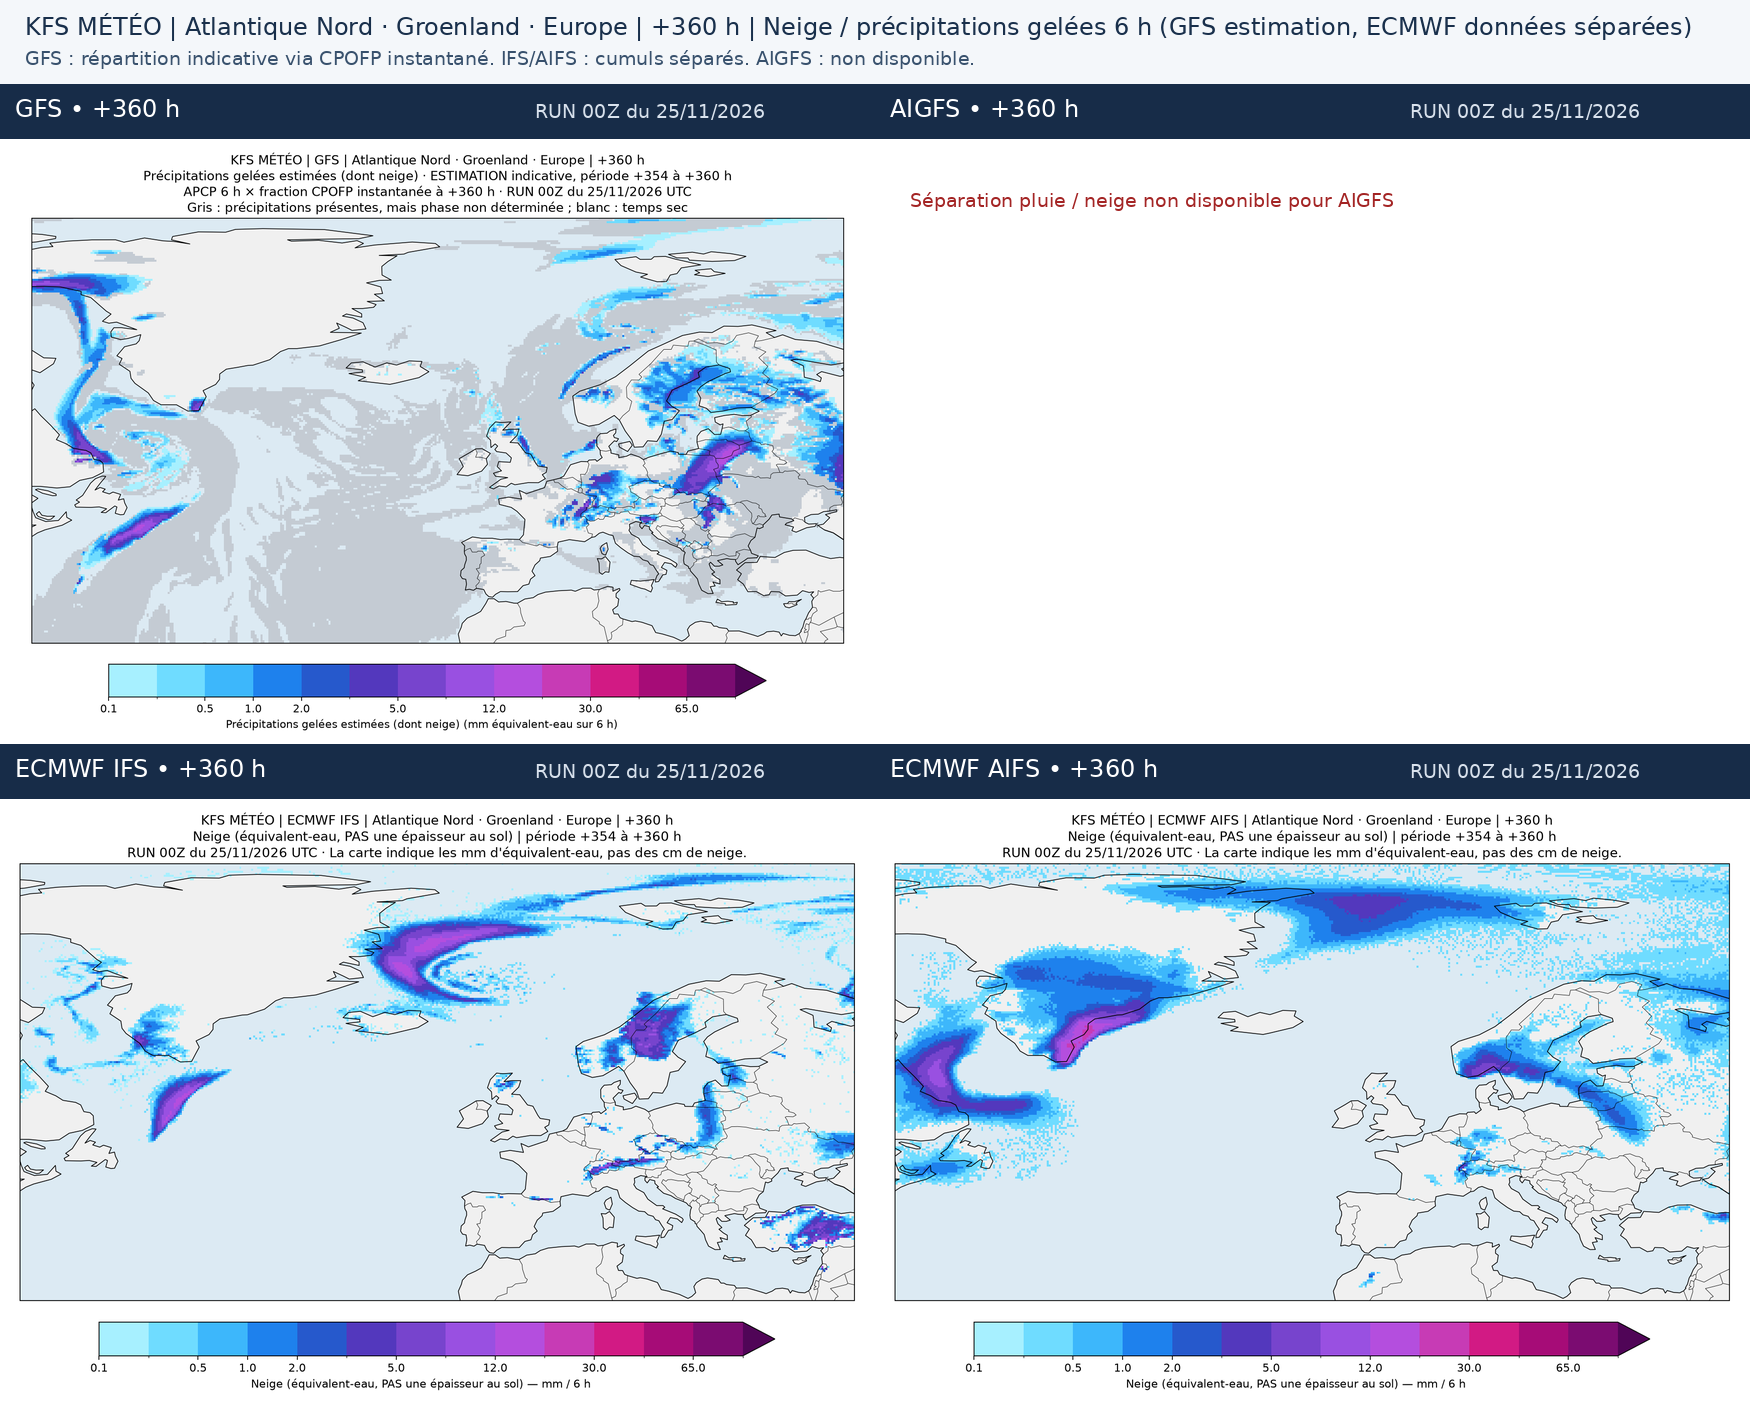 KFS MÉTÉO | Atlantique Nord · Groenland · Europe | +360 h | Neige / précipitations gelées 6 h (GFS estimation, ECMWF données séparées)
GFS : répartition indicative via CPOFP instantané. IFS/AIFS : cumuls séparés. AIGFS : non disponible.
GFS • +360 h
RUN 00Z du 25/11/2026
AIGFS • +360 h
RUN 00Z du 25/11/2026
KFS MÉTÉO | GFS | Atlantique Nord · Groenland · Europe | +360 h
Précipitations gelées estimées (dont neige) · ESTIMATION indicative, période +354 à +360 h
APCP 6 h × fraction CPOFP instantanée à +360 h · RUN 00Z du 25/11/2026 UTC
Gris : précipitations présentes, mais phase non déterminée ; blanc : temps sec
Séparation pluie / neige non disponible pour AIGFS
0.1 0.5 1.0 2.0 5.0 12.0 30.0 65.0
Précipitations gelées estimées (dont neige) (mm équivalent-eau sur 6 h)
ECMWF IFS • +360 h
RUN 00Z du 25/11/2026
ECMWF AIFS • +360 h
RUN 00Z du 25/11/2026
KFS MÉTÉO | ECMWF IFS | Atlantique Nord · Groenland · Europe | +360 h
Neige (équivalent-eau, PAS une épaisseur au sol) | période +354 à +360 h
RUN 00Z du 25/11/2026 UTC · La carte indique les mm d'équivalent-eau, pas des cm de neige.
KFS MÉTÉO | ECMWF AIFS | Atlantique Nord · Groenland · Europe | +360 h
Neige (équivalent-eau, PAS une épaisseur au sol) | période +354 à +360 h
RUN 00Z du 25/11/2026 UTC · La carte indique les mm d'équivalent-eau, pas des cm de neige.
0.1 0.5 1.0 2.0 5.0 12.0 30.0 65.0
Neige (équivalent-eau, PAS une épaisseur au sol) — mm / 6 h
0.1 0.5 1.0 2.0 5.0 12.0 30.0 65.0
Neige (équivalent-eau, PAS une épaisseur au sol) — mm / 6 h